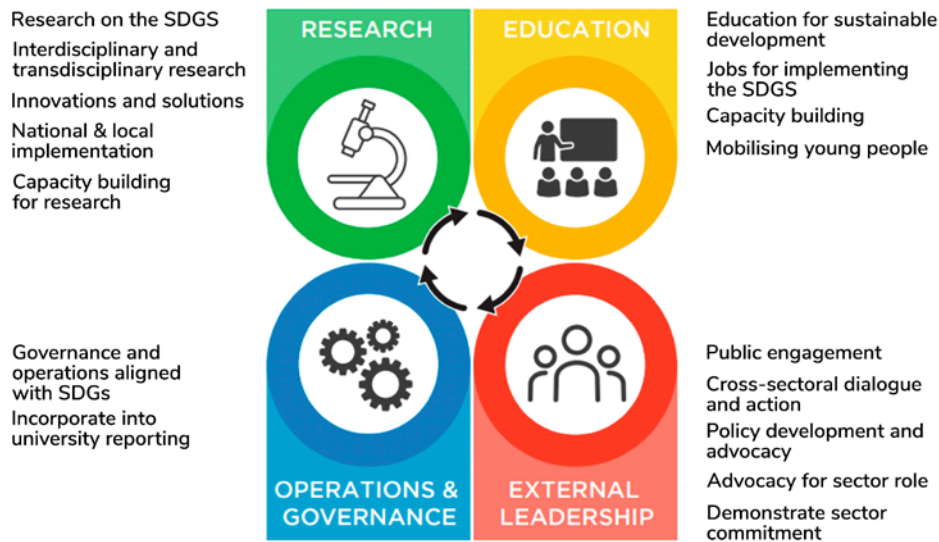 Research on the SDGS
Interdisciplinary and
transdisciplinary research
Innovations and solutions
National & local
implementation
Capacity building
for research
RESEARCH
EDUCATION
Education for sustainable
development
Jobs for implementing
the SDGS
Capacity building
Mobilising young people
Governance and
operations aligned
with SDGs
Incorporate into
university reporting
OPERATIONS &
GOVERNANCE
EXTERNAL
LEADERSHIP
Public engagement
Cross-sectoral dialogue
and action
Policy development and
advocacy
Advocacy for sector role
Demonstrate sector
commitment